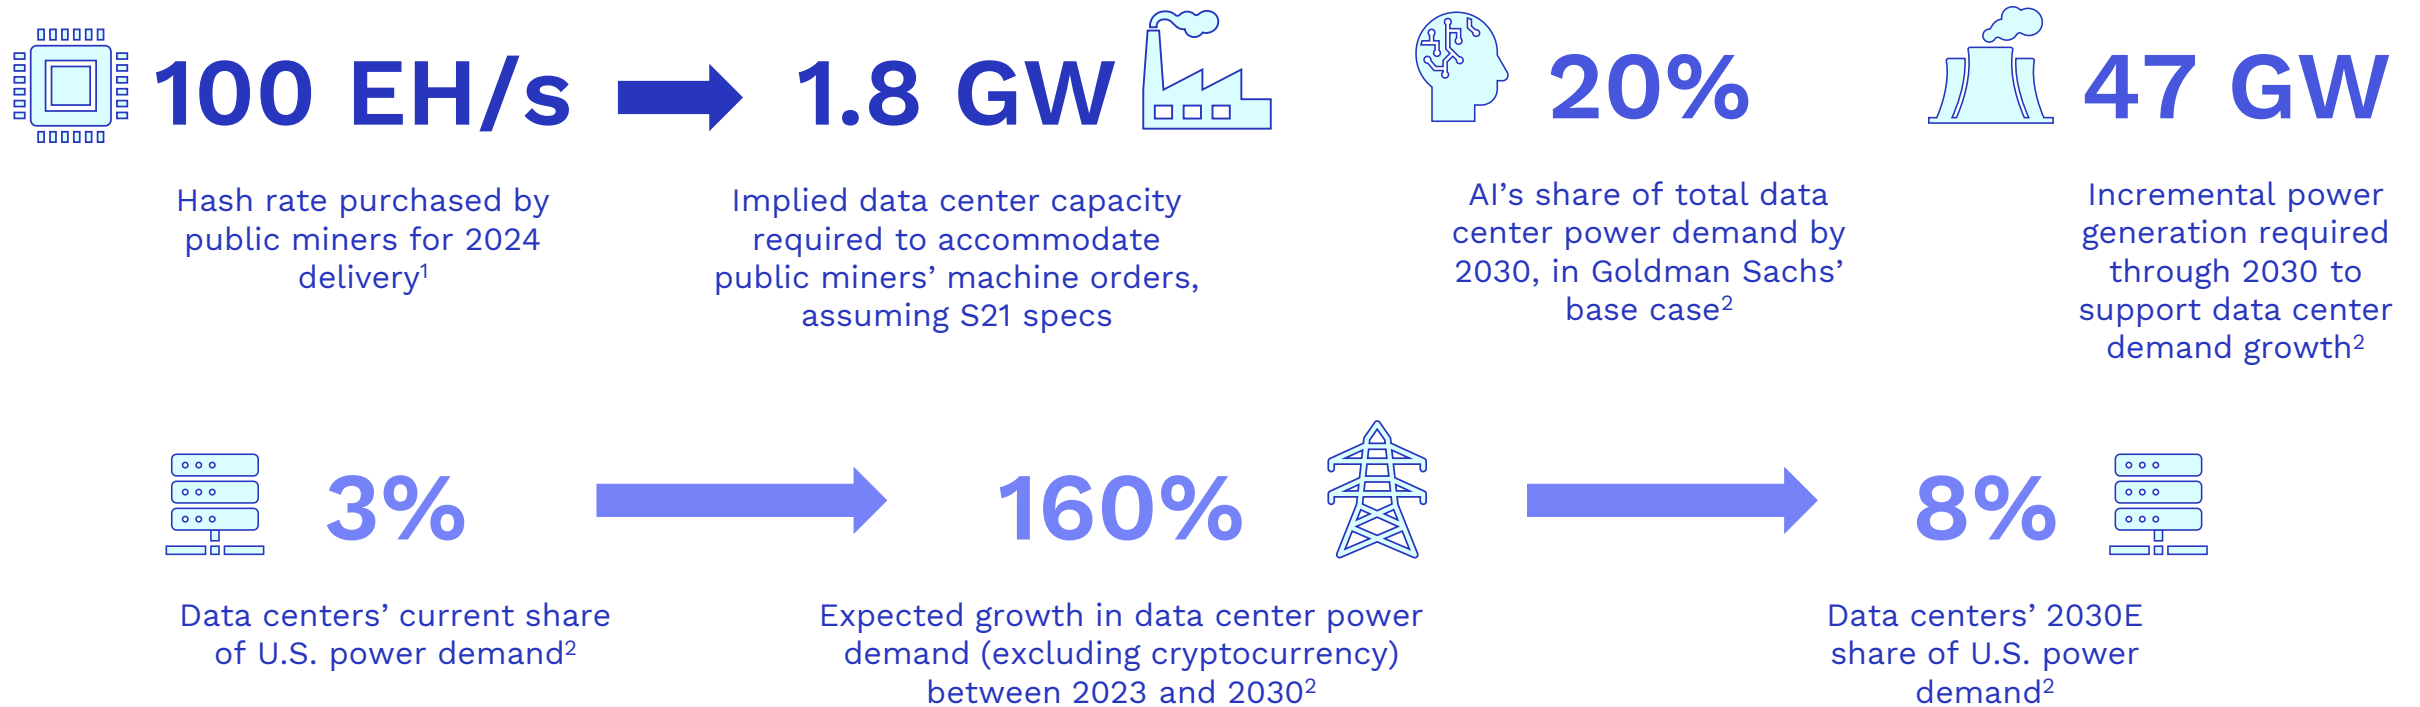 100 EH/s
Hash rate purchased by
public miners for 2024
delivery¹
1.8 GW
Implied data center capacity
required to accommodate
public miners’ machine orders,
assuming S21 specs
20%
AI’s share of total data
center power demand by
2030, in Goldman Sachs’
base case²
47 GW
Incremental power
generation required
through 2030 to
support data center
demand growth²
3%
Data centers’ current share
of U.S. power demand²
160%
Expected growth in data center power
demand (excluding cryptocurrency)
between 2023 and 2030²
8%
Data centers’ 2030E
share of U.S. power
demand²